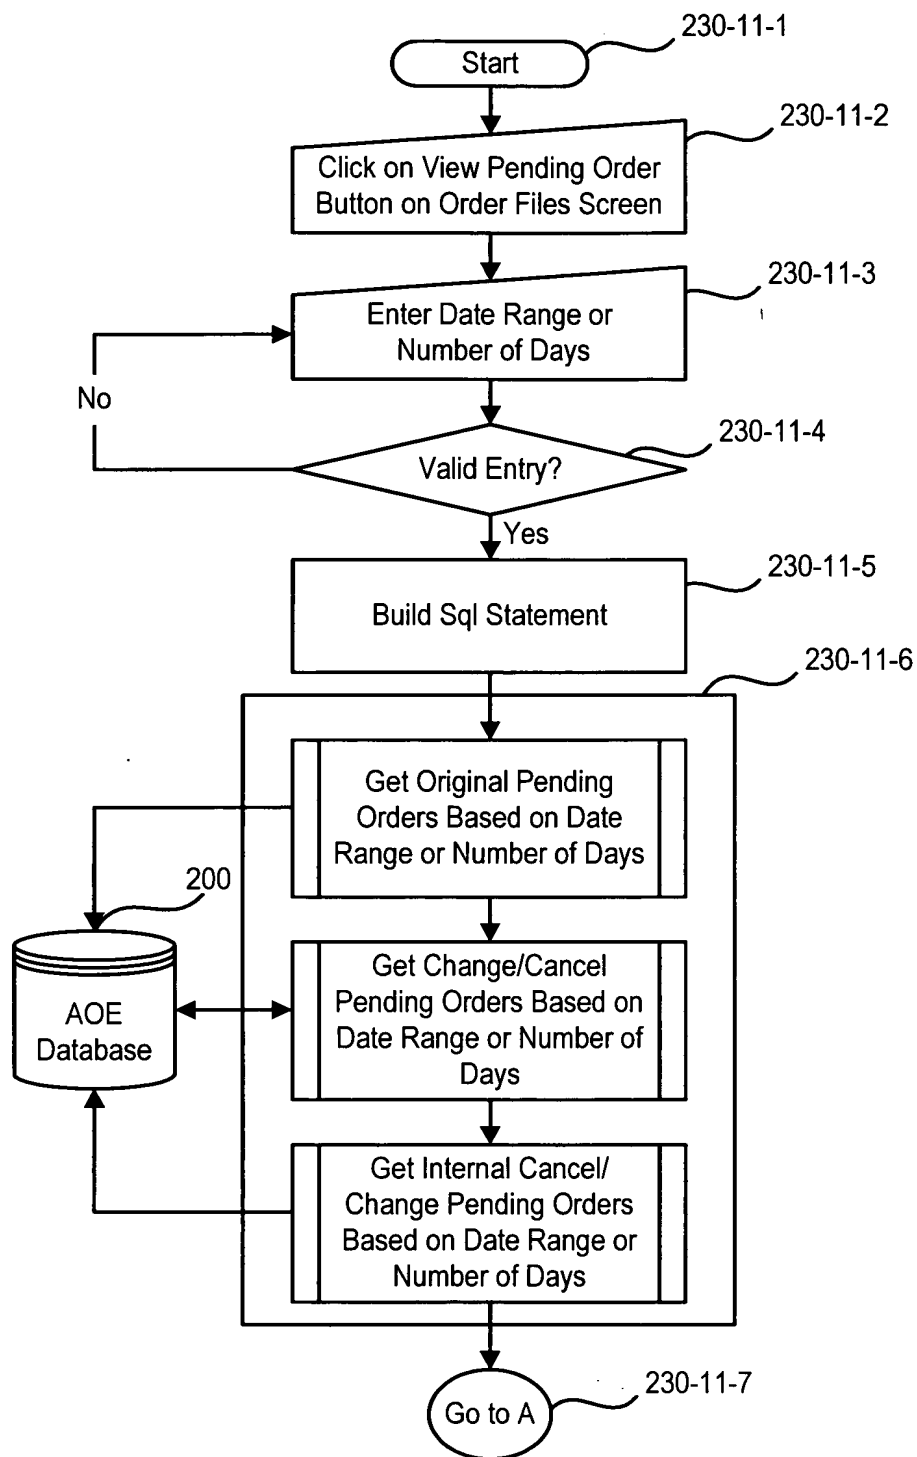 230-11-1
Start
230-11-2
Click on View Pending Order
Button on Order Files Screen
230-11-3
Enter Date Range or
Number of Days
No
230-11-4
Valid Entry?
Yes
230-11-5
Build Sql Statement
230-11-6
Get Original Pending
Orders Based on Date
Range or Number of Days
200
AOE
Database
Get Change/Cancel
Pending Orders Based on
Date Range or Number of
Days
Get Internal Cancel/
Change Pending Orders
Based on Date Range or
Number of Days
230-11-7
Go to A